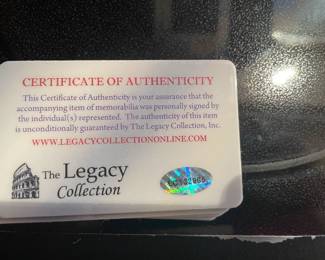 CERTIFICATE OF AUTHENTICITY
This Certificate of Authenticity is your assurance that the
accompanying item of memorabilia was personally signed by
the individual(s) represented. The authenticity of this item
is unconditionally guaranteed by The Legacy Collection, Inc.
WWW.LEGACYCOLLECTIONONLINE.COM
The Legacy
Collection